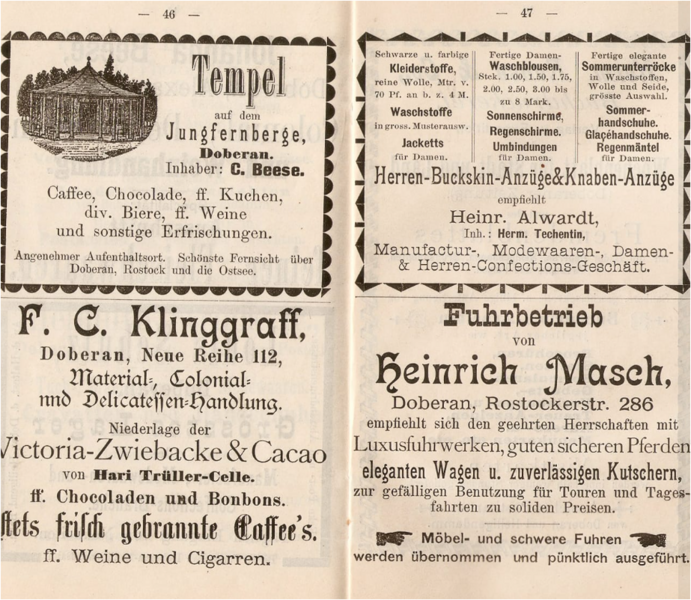 — 46 —
Tempel
auf dem
Jungfernberge,
Doberan.
Inhaber: C. Beese.
Caffee, Chocolade, ff. Kuchen,
div. Biere, ff. Weine
und sonstige Erfrischungen.
Angenehmer Aufenthaltsort. Schönste Fernsicht über
Doberan, Rostock und die Ostsee.
F. C. Klinggraff,
Doberan, Neue Reihe 112,
Material-, Colonial-
und Delicatessen-Handlung.
Niederlage der
Victoria-Zwiebacke & Cacao
von Hari Trüller-Celle.
ff. Chocoladen und Bonbons.
Stets frisch gebrannte Caffee's.
ff. Weine und Cigarren.
— 47 —
Schwarze u. farbige
Kleiderstoffe,
reine Wolle, Mtr. v.
70 Pf. an b. z. 4 M.
Waschstoffe
in gross. Musterausw.
Jacketts
für Damen.
Fertige Damen-
Waschblousen,
Stck. 1.00, 1.50, 1.75,
2.00, 2.50, 3.00 bis
zu 8 Mark.
Sonnenschirme,
Regenschirme.
Umbindungen
für Damen.
Fertige elegante
Sommerunterröcke
in Waschstoffen,
Wolle und Seide,
grösste Auswahl.
Sommer-
handschuhe.
Glaçéhandschuhe.
Regenmäntel
für Damen.
Herren-Buckskin-Anzüge & Knaben-Anzüge
empfiehlt
Heinr. Alwardt,
Inh.: Herm. Techentin,
Manufactur-, Modewaaren-, Damen-
& Herren-Confections-Geschäft.
Fuhrbetrieb
von
Heinrich Masch,
Doberan, Rostockerstr. 286
empfiehlt sich den geehrten Herrschaften mit
Luxusfuhrwerken, guten sicheren Pferden
eleganten Wagen u. zuverlässigen Kutschern,
zur gefälligen Benutzung für Touren und Tages-
fahrten zu soliden Preisen.
Möbel- und schwere Fuhren
werden übernommen und pünktlich ausgeführt.